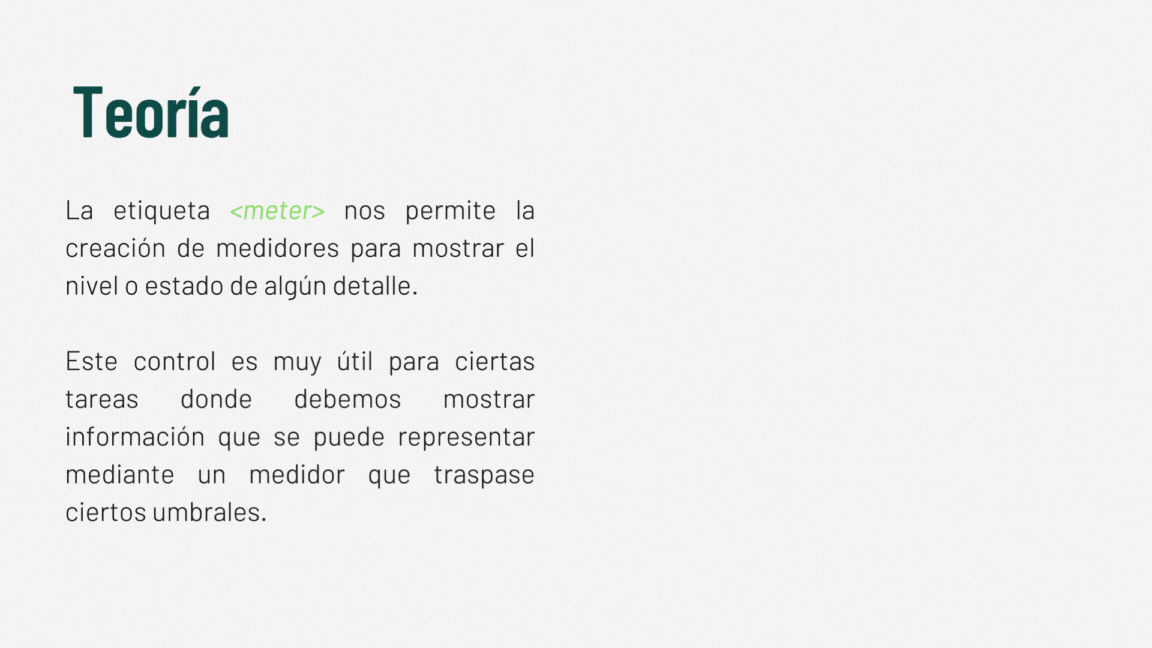 Teoría
La etiqueta <meter> nos permite la
creación de medidores para mostrar el
nivel o estado de algún detalle.
Este control es muy útil para ciertas
tareas donde debemos mostrar
información que se puede representar
mediante un medidor que traspase
ciertos umbrales.